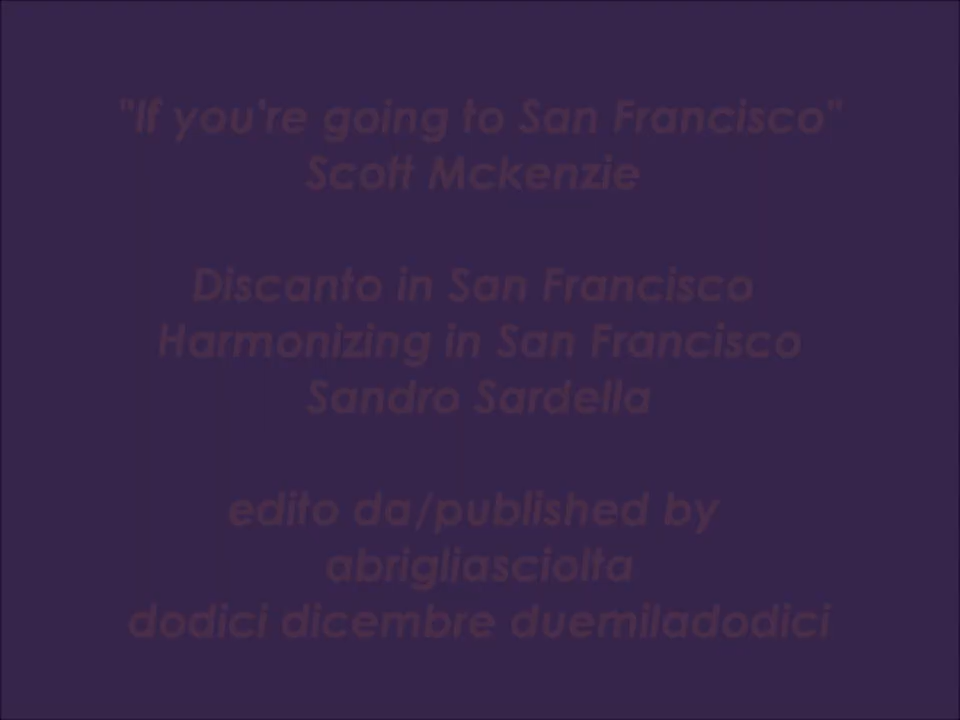 "If you're going to San Francisco"
Scott Mckenzie
Discanto in San Francisco
Harmonizing in San Francisco
Sandro Sardella
edito da/published by
abrigliasciolta
dodici dicembre duemiladodici